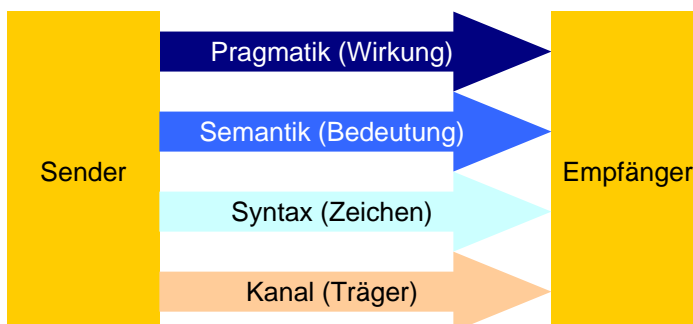 Pragmatik (Wirkung)
Semantik (Bedeutung)
Sender
Empfänger
Syntax (Zeichen)
Kanal (Träger)